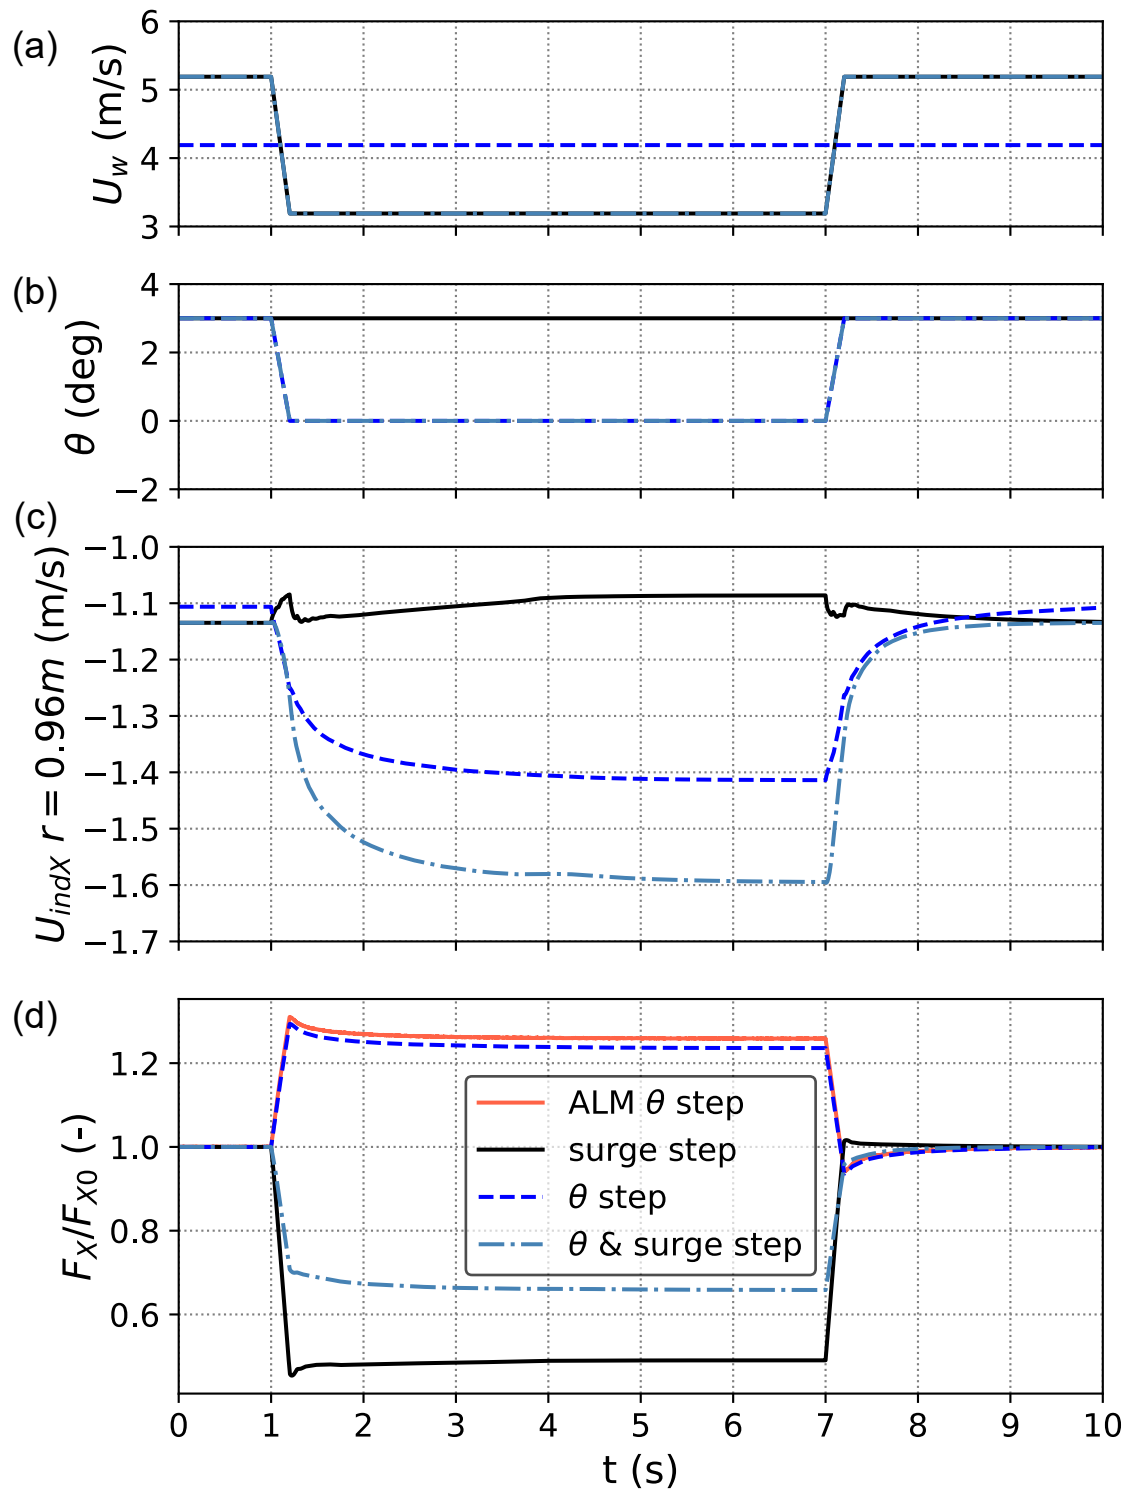 (a)
U_w (m/s)
6
5
4
3
(b)
θ (deg)
4
2
0
−2
(c)
U_indX r = 0.96m (m/s)
−1.0
−1.1
−1.2
−1.3
−1.4
−1.5
−1.6
−1.7
(d)
F_X/F_X0 (-)
1.2
1.0
0.8
0.6
ALM θ step
surge step
θ step
θ & surge step
0 1 2 3 4 5 6 7 8 9 10
t (s)